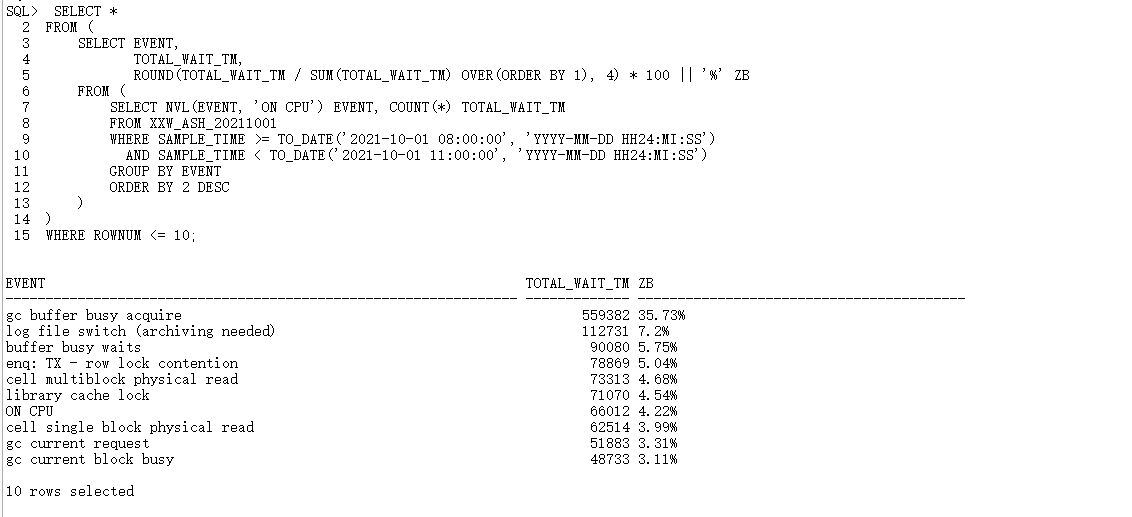 SQL>  SELECT *
  2  FROM (
  3      SELECT EVENT,
  4             TOTAL_WAIT_TM,
  5             ROUND(TOTAL_WAIT_TM / SUM(TOTAL_WAIT_TM) OVER(ORDER BY 1), 4) * 100 || '%' ZB
  6      FROM (
  7          SELECT NVL(EVENT, 'ON CPU') EVENT, COUNT(*) TOTAL_WAIT_TM
  8          FROM XXW_ASH_20211001
  9          WHERE SAMPLE_TIME >= TO_DATE('2021-10-01 08:00:00', 'YYYY-MM-DD HH24:MI:SS')
 10            AND SAMPLE_TIME < TO_DATE('2021-10-01 11:00:00', 'YYYY-MM-DD HH24:MI:SS')
 11          GROUP BY EVENT
 12          ORDER BY 2 DESC
 13      )
 14  )
 15  WHERE ROWNUM <= 10;
EVENT TOTAL_WAIT_TM ZB
---------------------------------------------------------------- ------------- -----------------------------------------
gc buffer busy acquire 559382 35.73%
log file switch (archiving needed) 112731 7.2%
buffer busy waits 90080 5.75%
enq: TX - row lock contention 78869 5.04%
cell multiblock physical read 73313 4.68%
library cache lock 71070 4.54%
ON CPU 66012 4.22%
cell single block physical read 62514 3.99%
gc current request 51883 3.31%
gc current block busy 48733 3.11%
10 rows selected